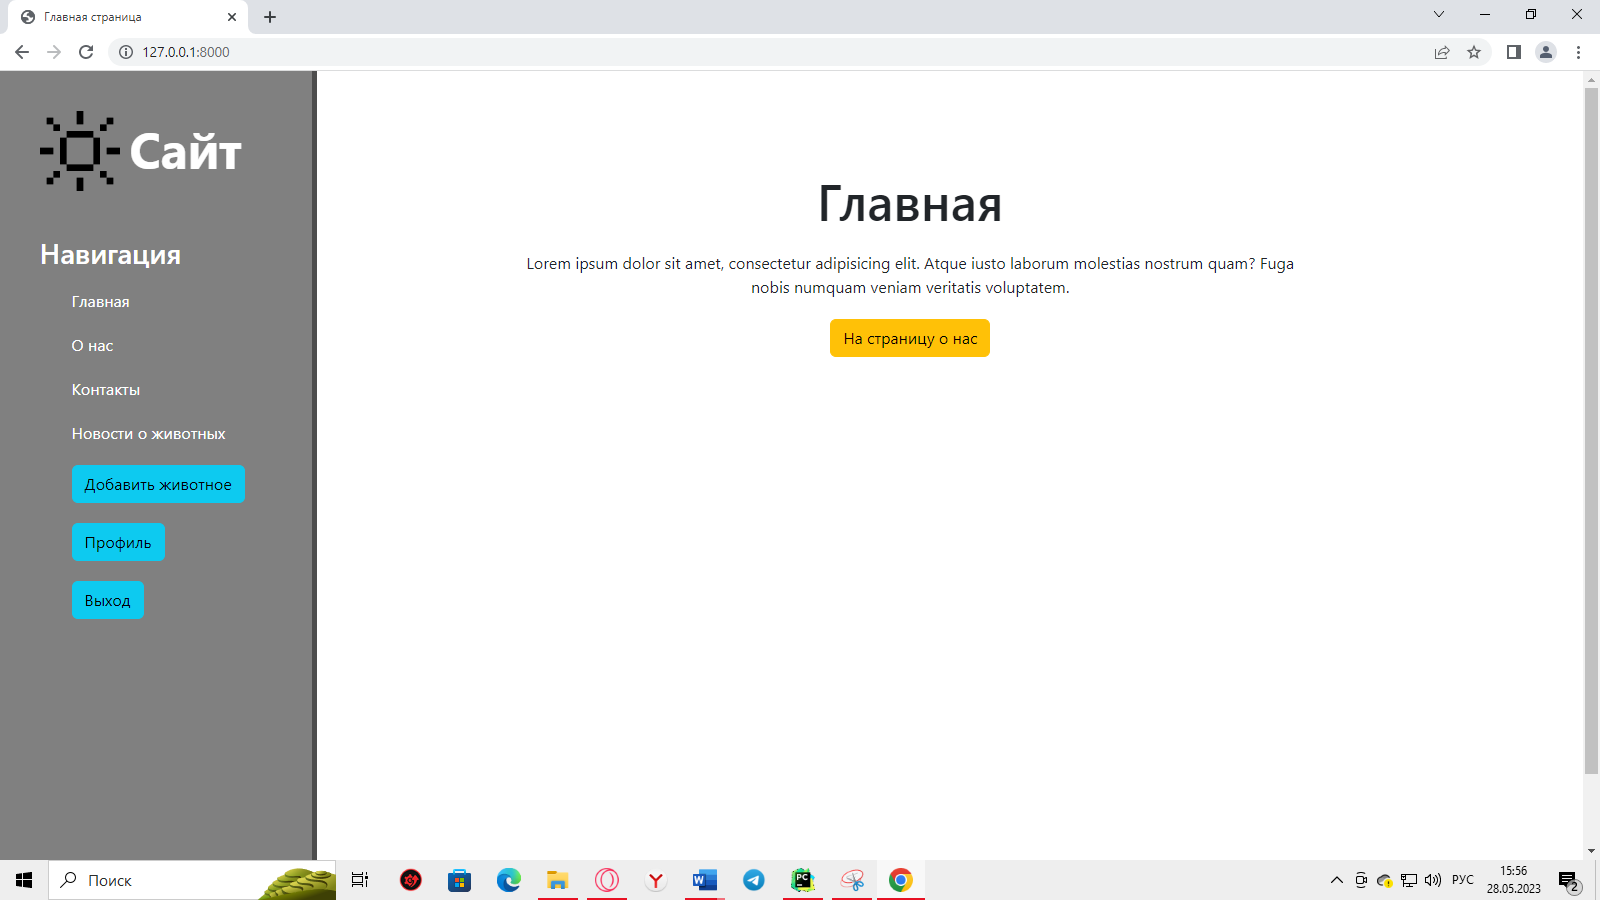 Главная страница
127.0.0.1:8000
Сайт
Навигация
Главная
О нас
Контакты
Новости о животных
Добавить животное
Профиль
Выход
Главная
Lorem ipsum dolor sit amet, consectetur adipisicing elit. Atque iusto laborum molestias nostrum quam? Fuga
nobis numquam veniam veritatis voluptatem.
На страницу о нас
Поиск
W
Y
PC
РУС
15:56
28.05.2023
2